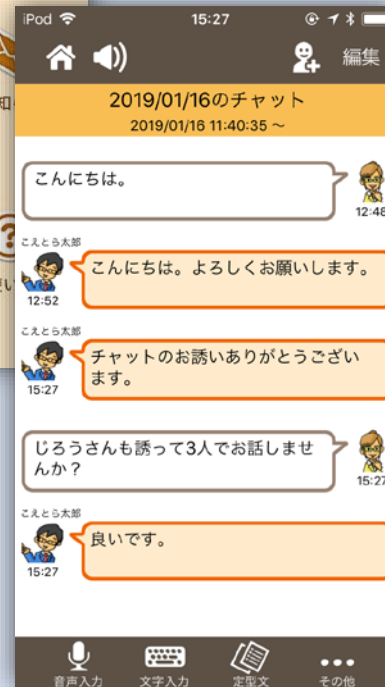 iPod 15:27
編集
2019/01/16のチャット
2019/01/16 11:40:35 ～
こんにちは。
12:48
こえとら太郎
こんにちは。よろしくお願いします。
12:52
こえとら太郎
チャットのお誘いありがとうござい
ます。
15:27
じろうさんも誘って3人でお話しませ
んか？
15:27
こえとら太郎
良いです。
15:27
音声入力 文字入力 定型文 その他